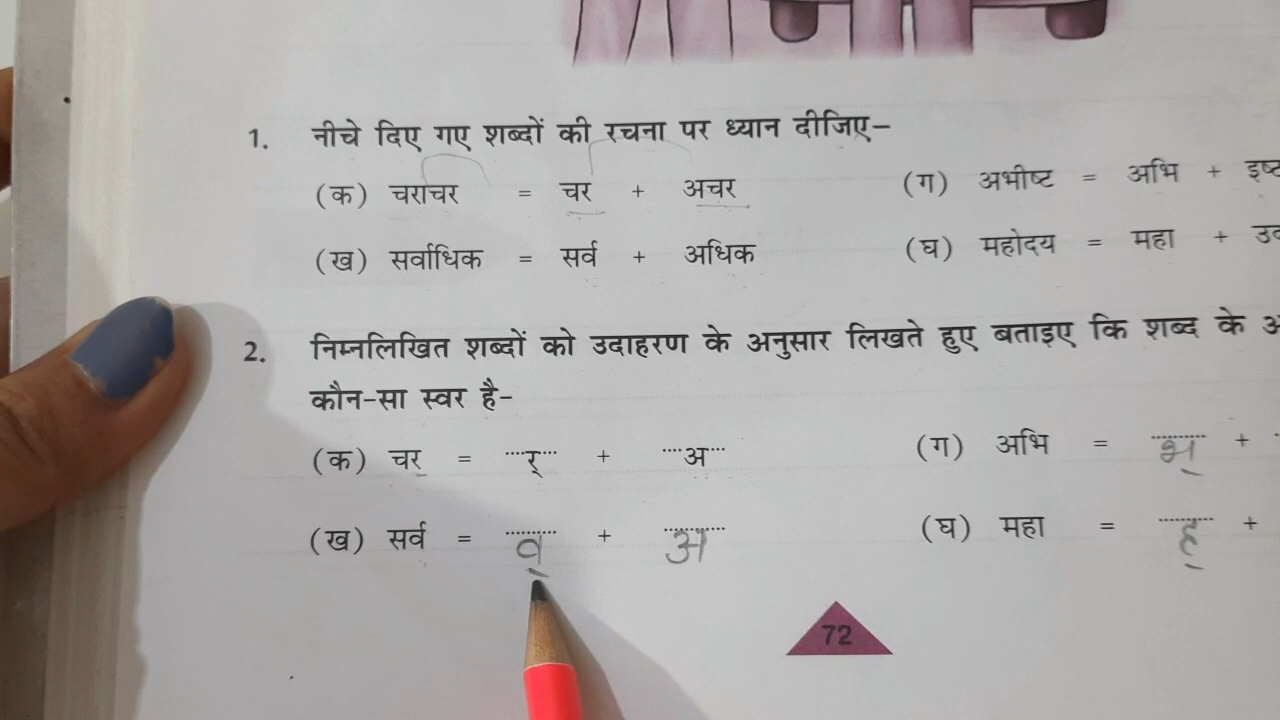 1. नीचे दिए गए शब्दों की रचना पर ध्यान दीजिए-
(क) चराचर = चर + अचर (ग) अभीष्ट = अभि + इष्ट
(ख) सर्वाधिक = सर्व + अधिक (घ) महोदय = महा +
2. निम्नलिखित शब्दों को उदाहरण के अनुसार लिखते हुए बताइए कि शब्द के
कौन-सा स्वर है-
(क) चर = ....र्.... + ....अ.... (ग) अभि = भ् +
(ख) सर्व = व् + अ (घ) महा = ह् +
72